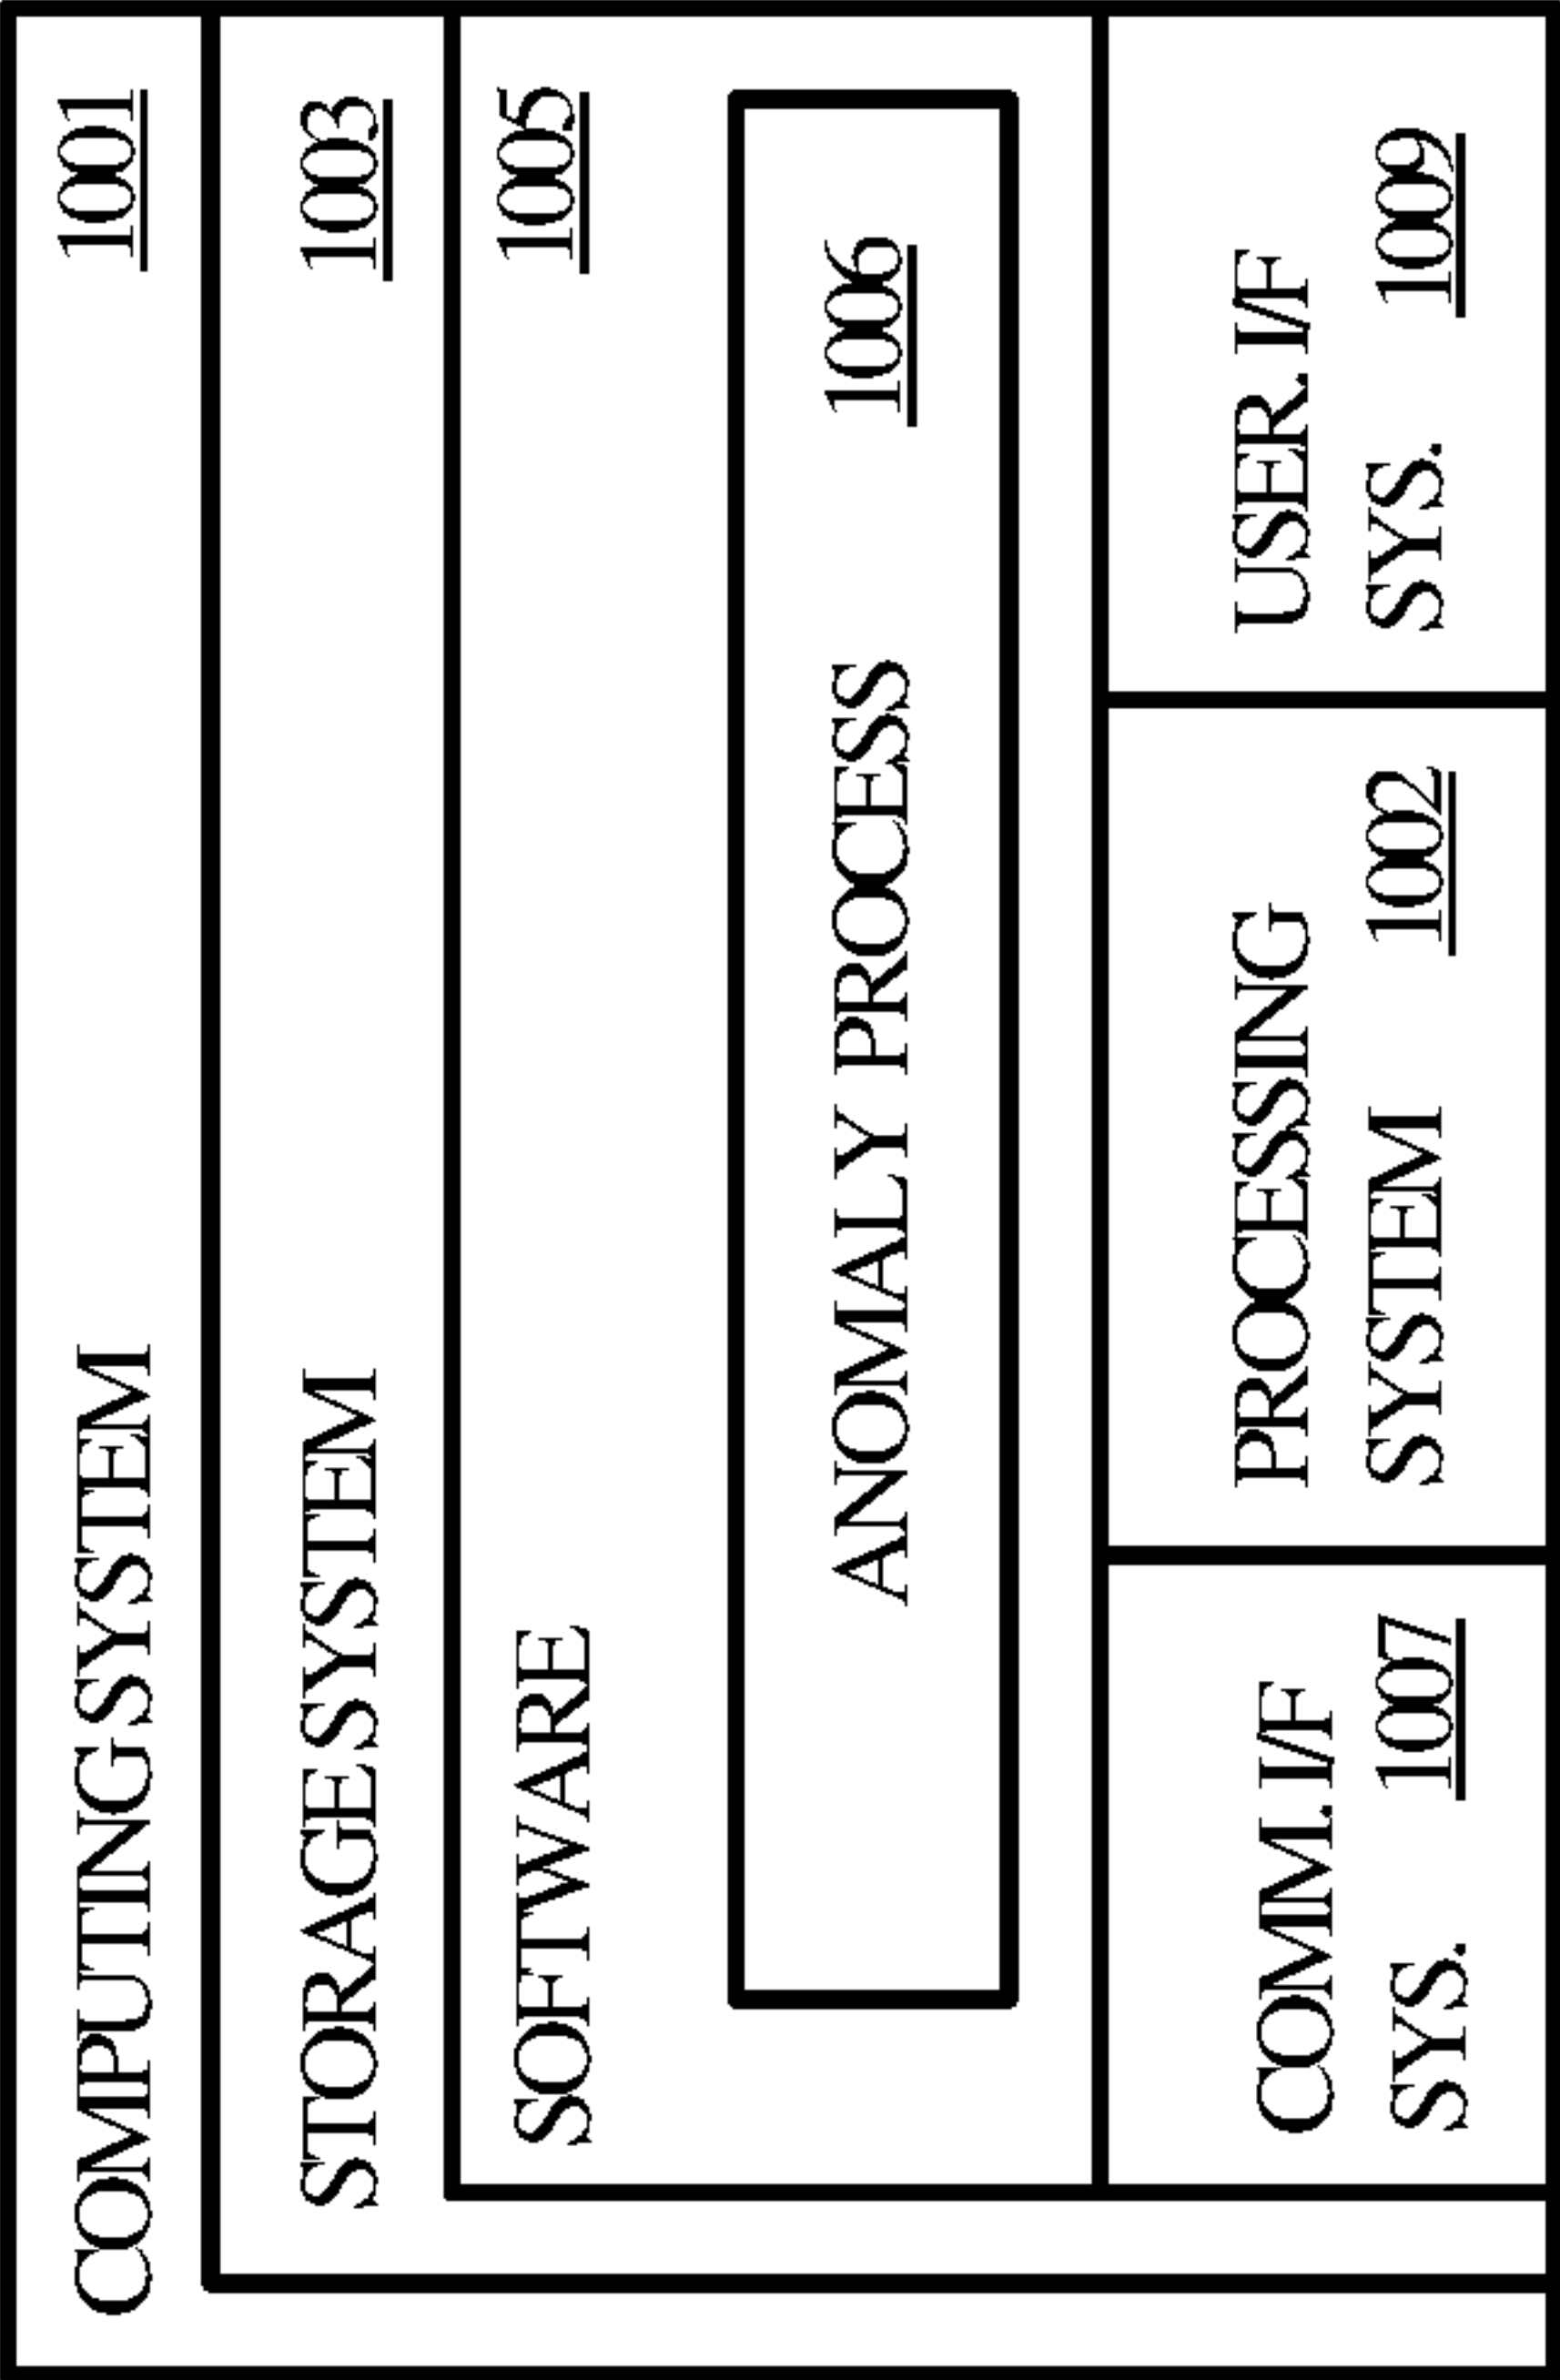 COMPUTING SYSTEM 1001
STORAGE SYSTEM 1003
SOFTWARE 1005
ANOMALY PROCESS 1006
COMM. I/F
SYS. 1007
PROCESSING
SYSTEM 1002
USER. I/F
SYS. 1009